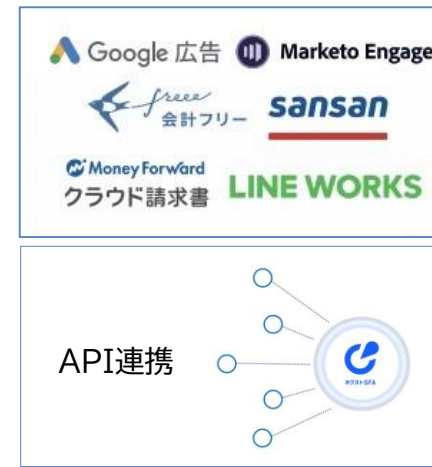 Google 広告 Marketo Engage
freee
会計フリー sansan
Money Forward
クラウド請求書 LINE WORKS
API連携
ネクストSFA